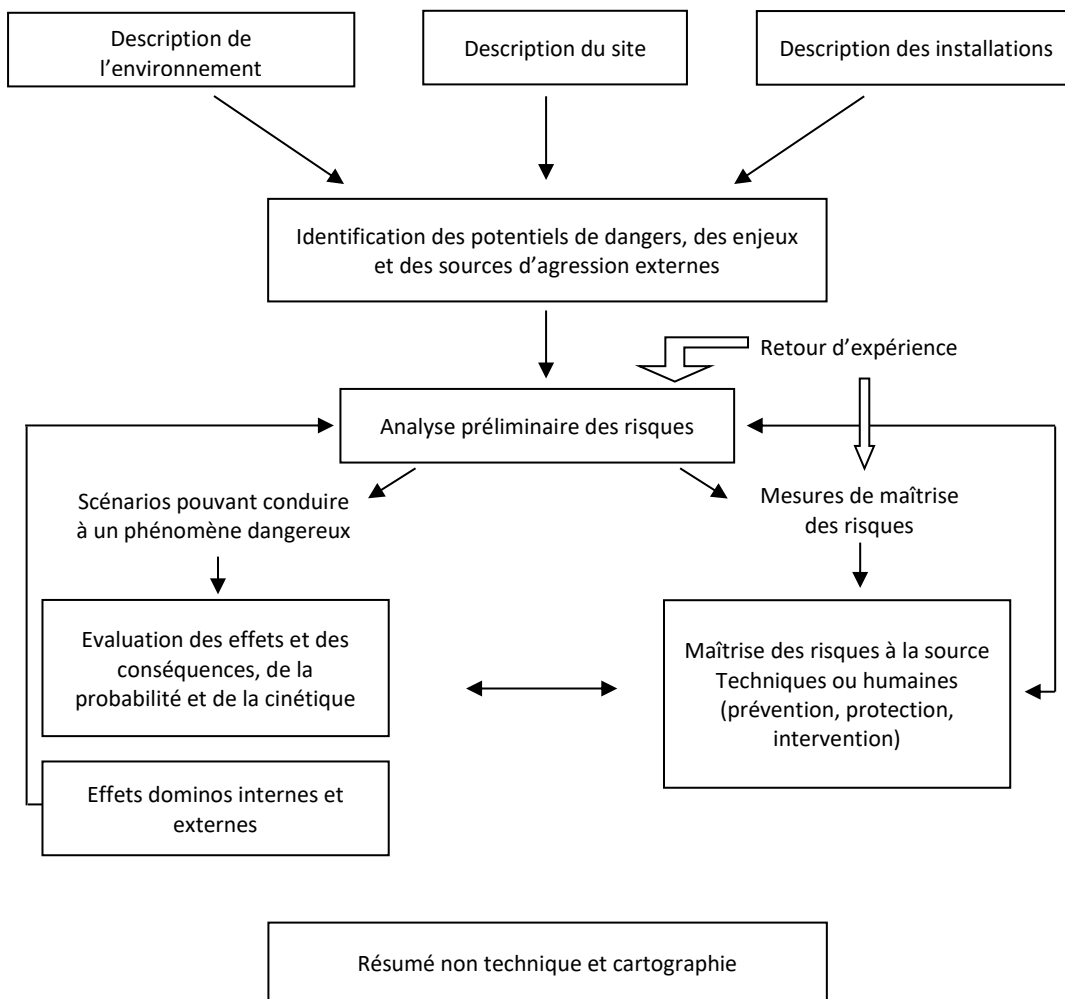 Description de
l’environnement
Description du site
Description des installations
Identification des potentiels de dangers, des enjeux
et des sources d’agression externes
Retour d’expérience
Analyse préliminaire des risques
Scénarios pouvant conduire
à un phénomène dangereux
Mesures de maîtrise
des risques
Evaluation des effets et des
conséquences, de la
probabilité et de la cinétique
Maîtrise des risques à la source
Techniques ou humaines
(prévention, protection,
intervention)
Effets dominos internes et
externes
Résumé non technique et cartographie